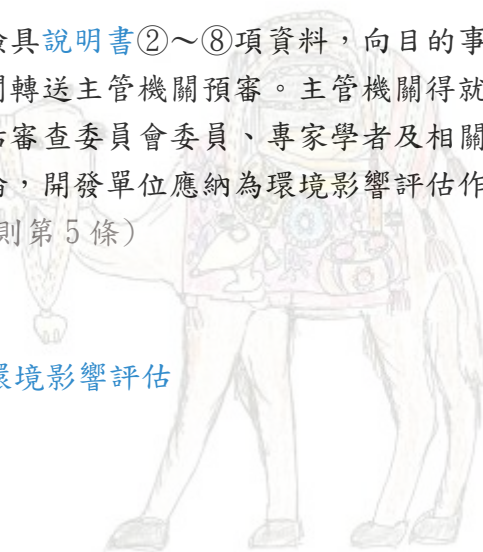 檢具說明書②～⑧項資料，向目的事
轉送主管機關預審。主管機關得就
審查委員會委員、專家學者及相關
，開發單位應納為環境影響評估作
則第5條）
環境影響評估